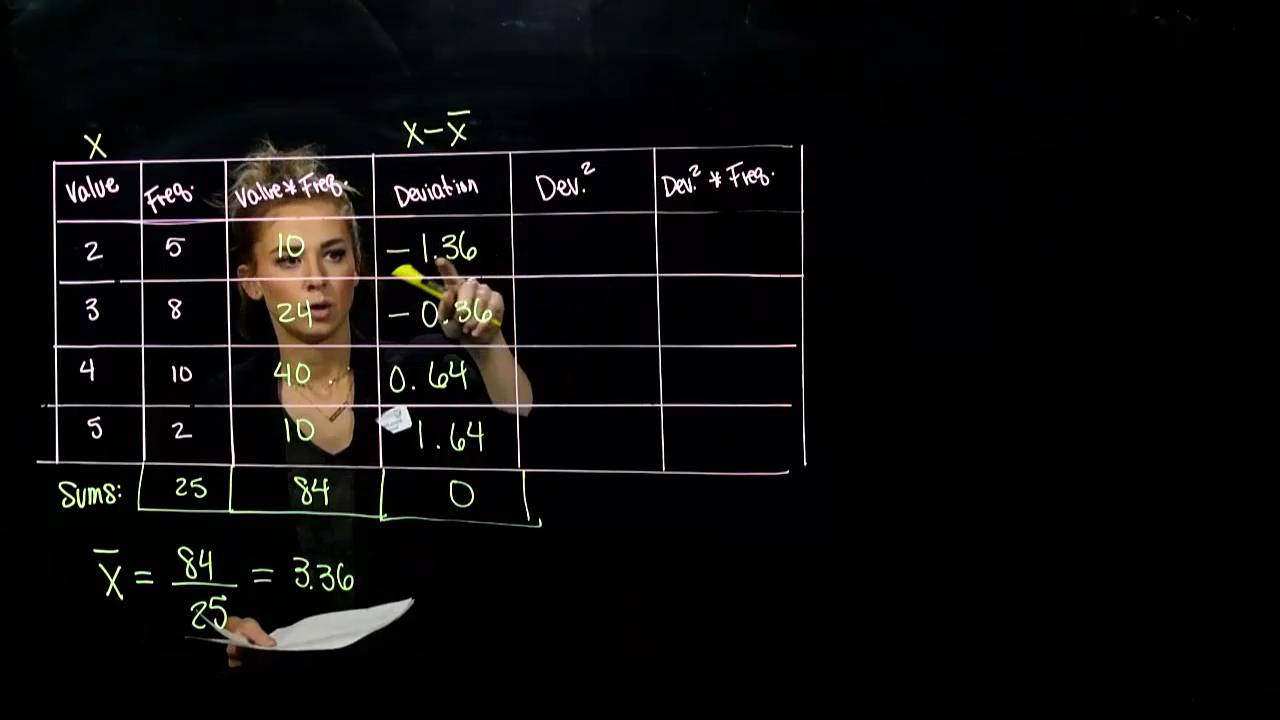 X X-X̄
Value Freq. Value* Freq. Deviation Dev.² Dev.² * Freq.
2 5 10 -1.36
3 8 24 -0.36
4 10 40 0.64
5 2 10 1.64
Sums: 25 84 0
X̄ = 84/25 = 3.36